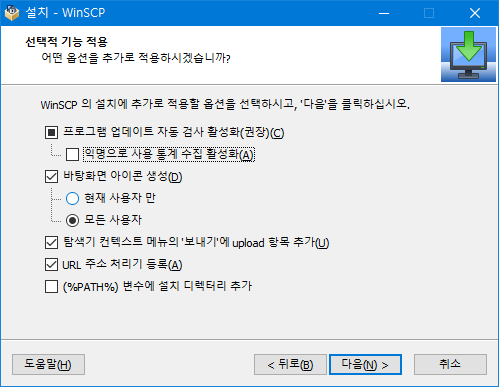 설치 - WinSCP
선택적 기능 적용
어떤 옵션을 추가로 적용하시겠습니까?
WinSCP 의 설치에 추가로 적용할 옵션을 선택하시고, '다음'을 클릭하십시오.
프로그램 업데이트 자동 검사 활성화(권장)(C)
익명으로 사용 통계 수집 활성화(A)
바탕화면 아이콘 생성(D)
현재 사용자 만
모든 사용자
탐색기 컨텍스트 메뉴의 '보내기'에 upload 항목 추가(U)
URL 주소 처리기 등록(A)
(%PATH%) 변수에 설치 디렉터리 추가
도움말(H)
< 뒤로(B)
다음(N) >
취소